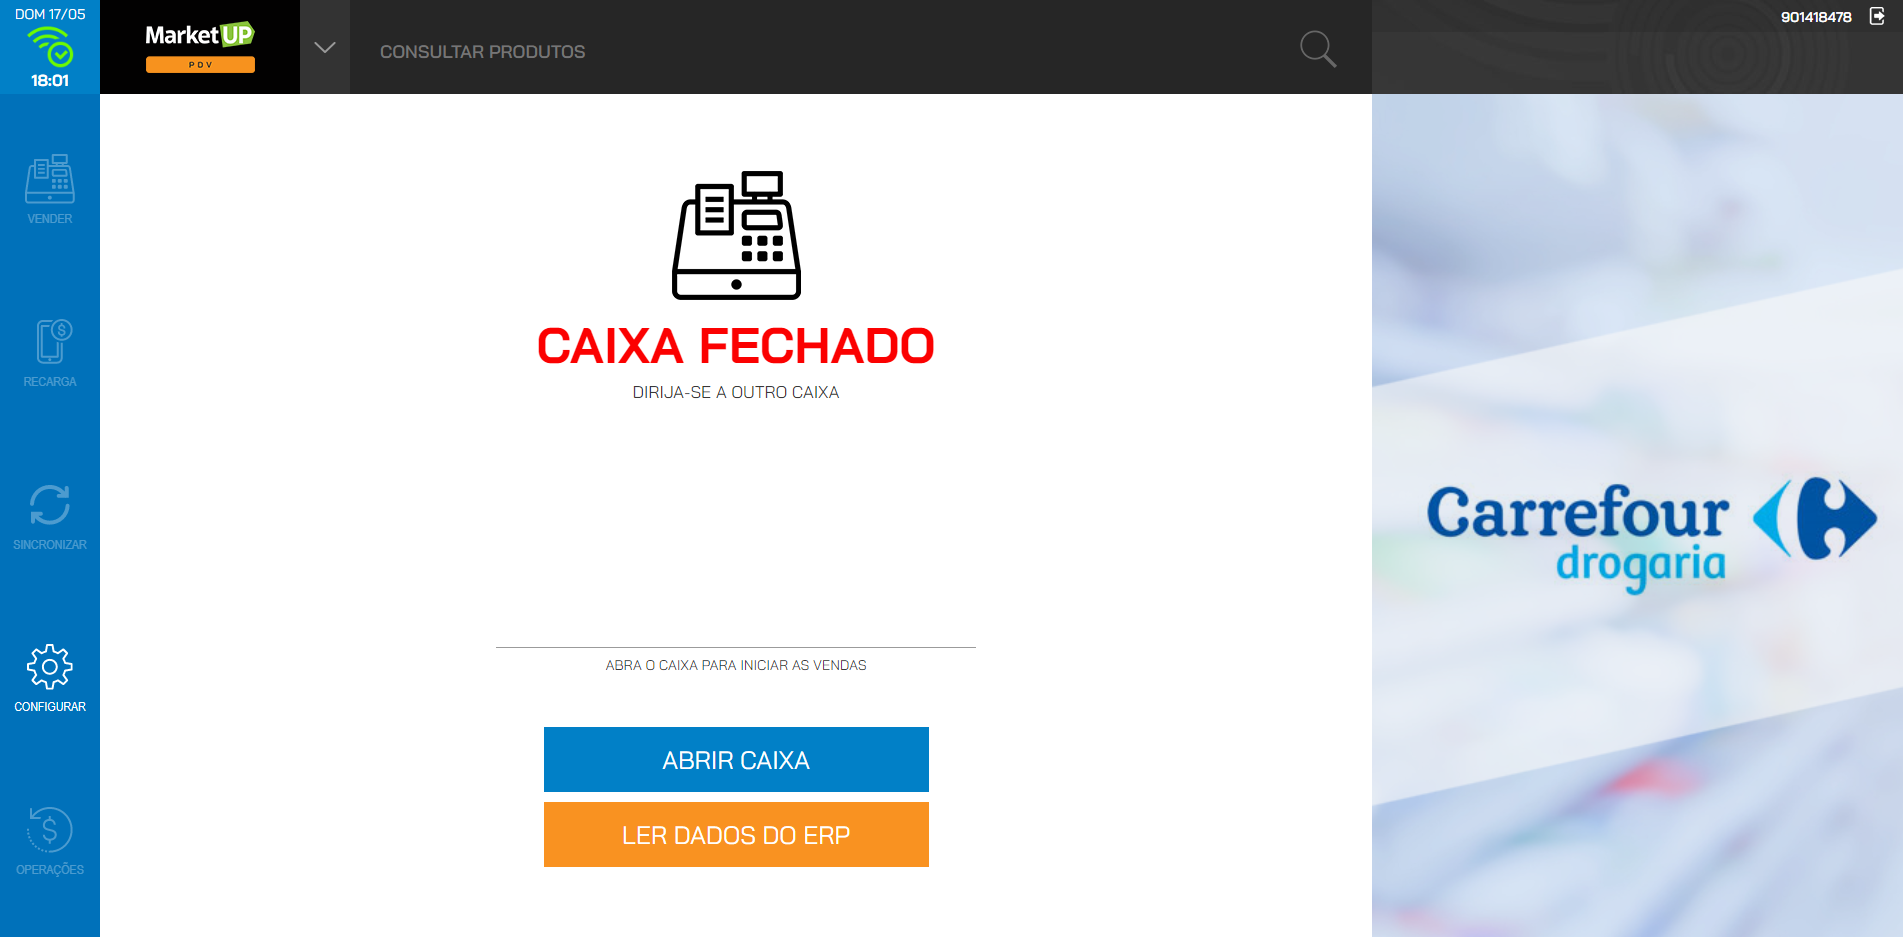 DOM 17/05
18:01
MarketUP
PDV
CONSULTAR PRODUTOS
901418478
VENDER
RECARGA
SINCRONIZAR
CONFIGURAR
OPERAÇÕES
CAIXA FECHADO
DIRIJA-SE A OUTRO CAIXA
ABRA O CAIXA PARA INICIAR AS VENDAS
ABRIR CAIXA
LER DADOS DO ERP
Carrefour
drogaria